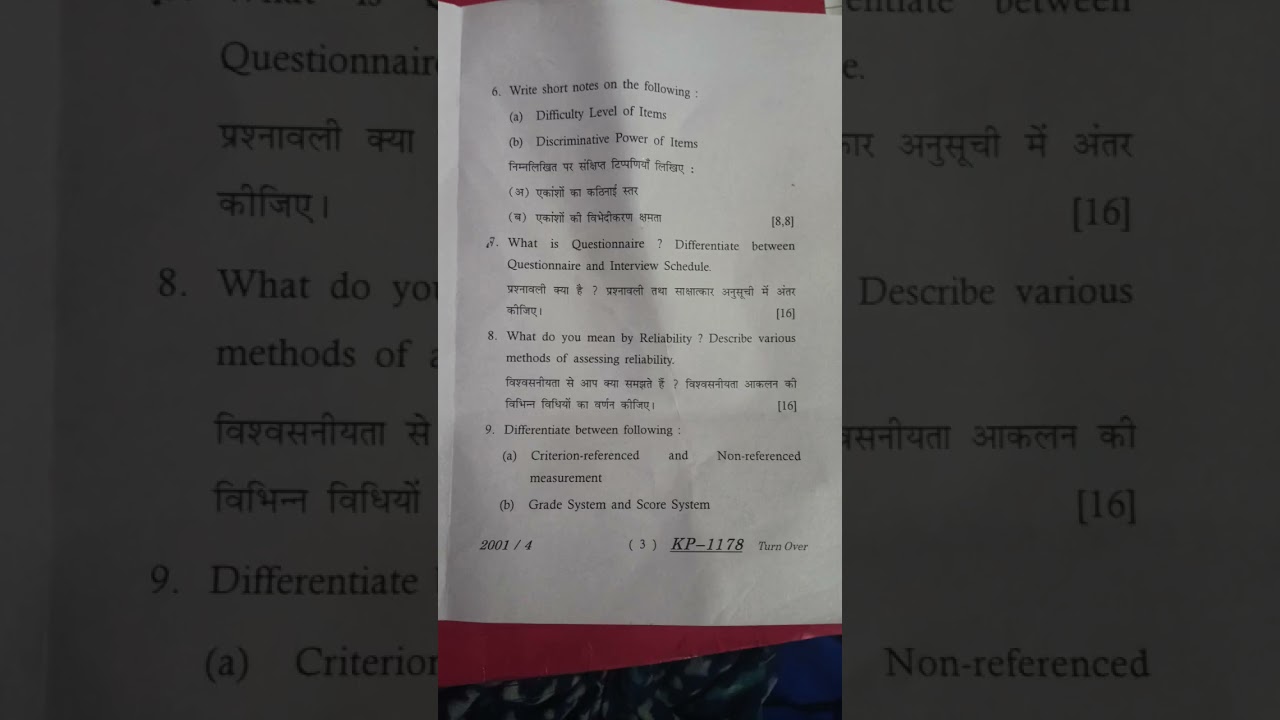 6. Write short notes on the following :
(a) Difficulty Level of Items
(b) Discriminative Power of Items
निम्नलिखित पर संक्षिप्त टिप्पणियाँ लिखिए :
(अ) एकांशों का कठिनाई स्तर
(ब) एकांशों की विभेदीकरण क्षमता [8,8]
7. What is Questionnaire ? Differentiate between
Questionnaire and Interview Schedule.
प्रश्नावली क्या है ? प्रश्नावली तथा साक्षात्कार अनुसूची में अंतर
कीजिए। [16]
8. What do you mean by Reliability ? Describe various
methods of assessing reliability.
विश्वसनीयता से आप क्या समझते हैं ? विश्वसनीयता आकलन की
विभिन्न विधियों का वर्णन कीजिए। [16]
9. Differentiate between following :
(a) Criterion-referenced and Non-referenced
measurement
(b) Grade System and Score System
2001 / 4 ( 3 ) KP–1178 Turn Over